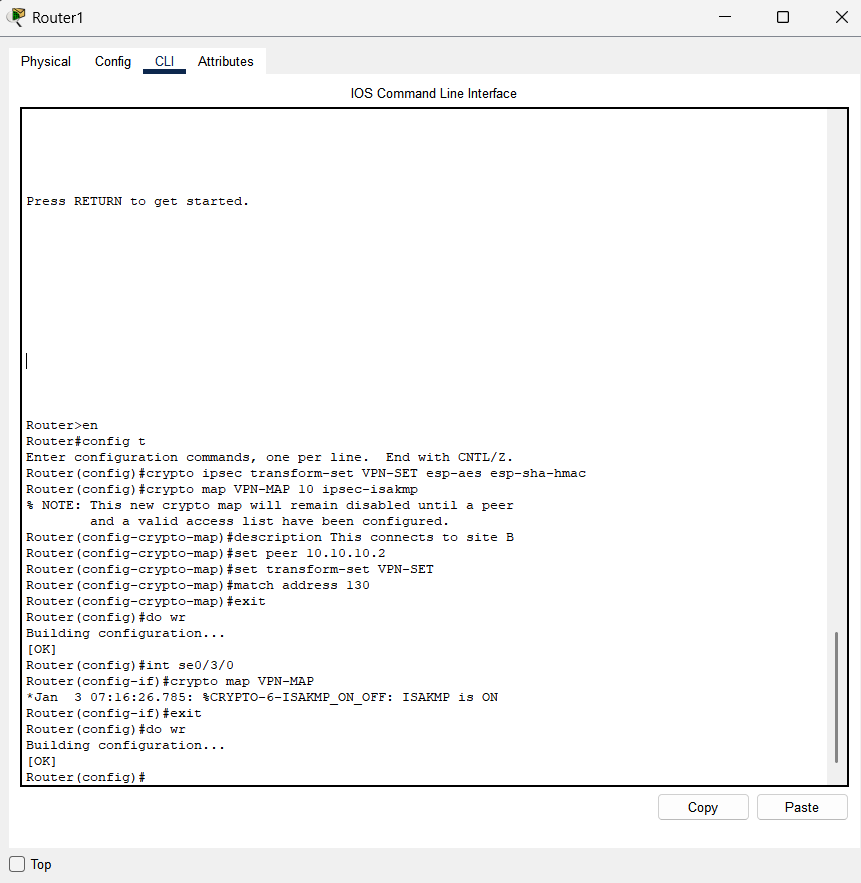 Router1
Physical Config CLI Attributes
IOS Command Line Interface
Press RETURN to get started.
Router>en
Router#config t
Enter configuration commands, one per line.  End with CNTL/Z.
Router(config)#crypto ipsec transform-set VPN-SET esp-aes esp-sha-hmac
Router(config)#crypto map VPN-MAP 10 ipsec-isakmp
% NOTE: This new crypto map will remain disabled until a peer
        and a valid access list have been configured.
Router(config-crypto-map)#description This connects to site B
Router(config-crypto-map)#set peer 10.10.10.2
Router(config-crypto-map)#set transform-set VPN-SET
Router(config-crypto-map)#match address 130
Router(config-crypto-map)#exit
Router(config)#do wr
Building configuration...
[OK]
Router(config)#int se0/3/0
Router(config-if)#crypto map VPN-MAP
*Jan  3 07:16:26.785: %CRYPTO-6-ISAKMP_ON_OFF: ISAKMP is ON
Router(config-if)#exit
Router(config)#do wr
Building configuration...
[OK]
Router(config)#
Copy Paste
Top